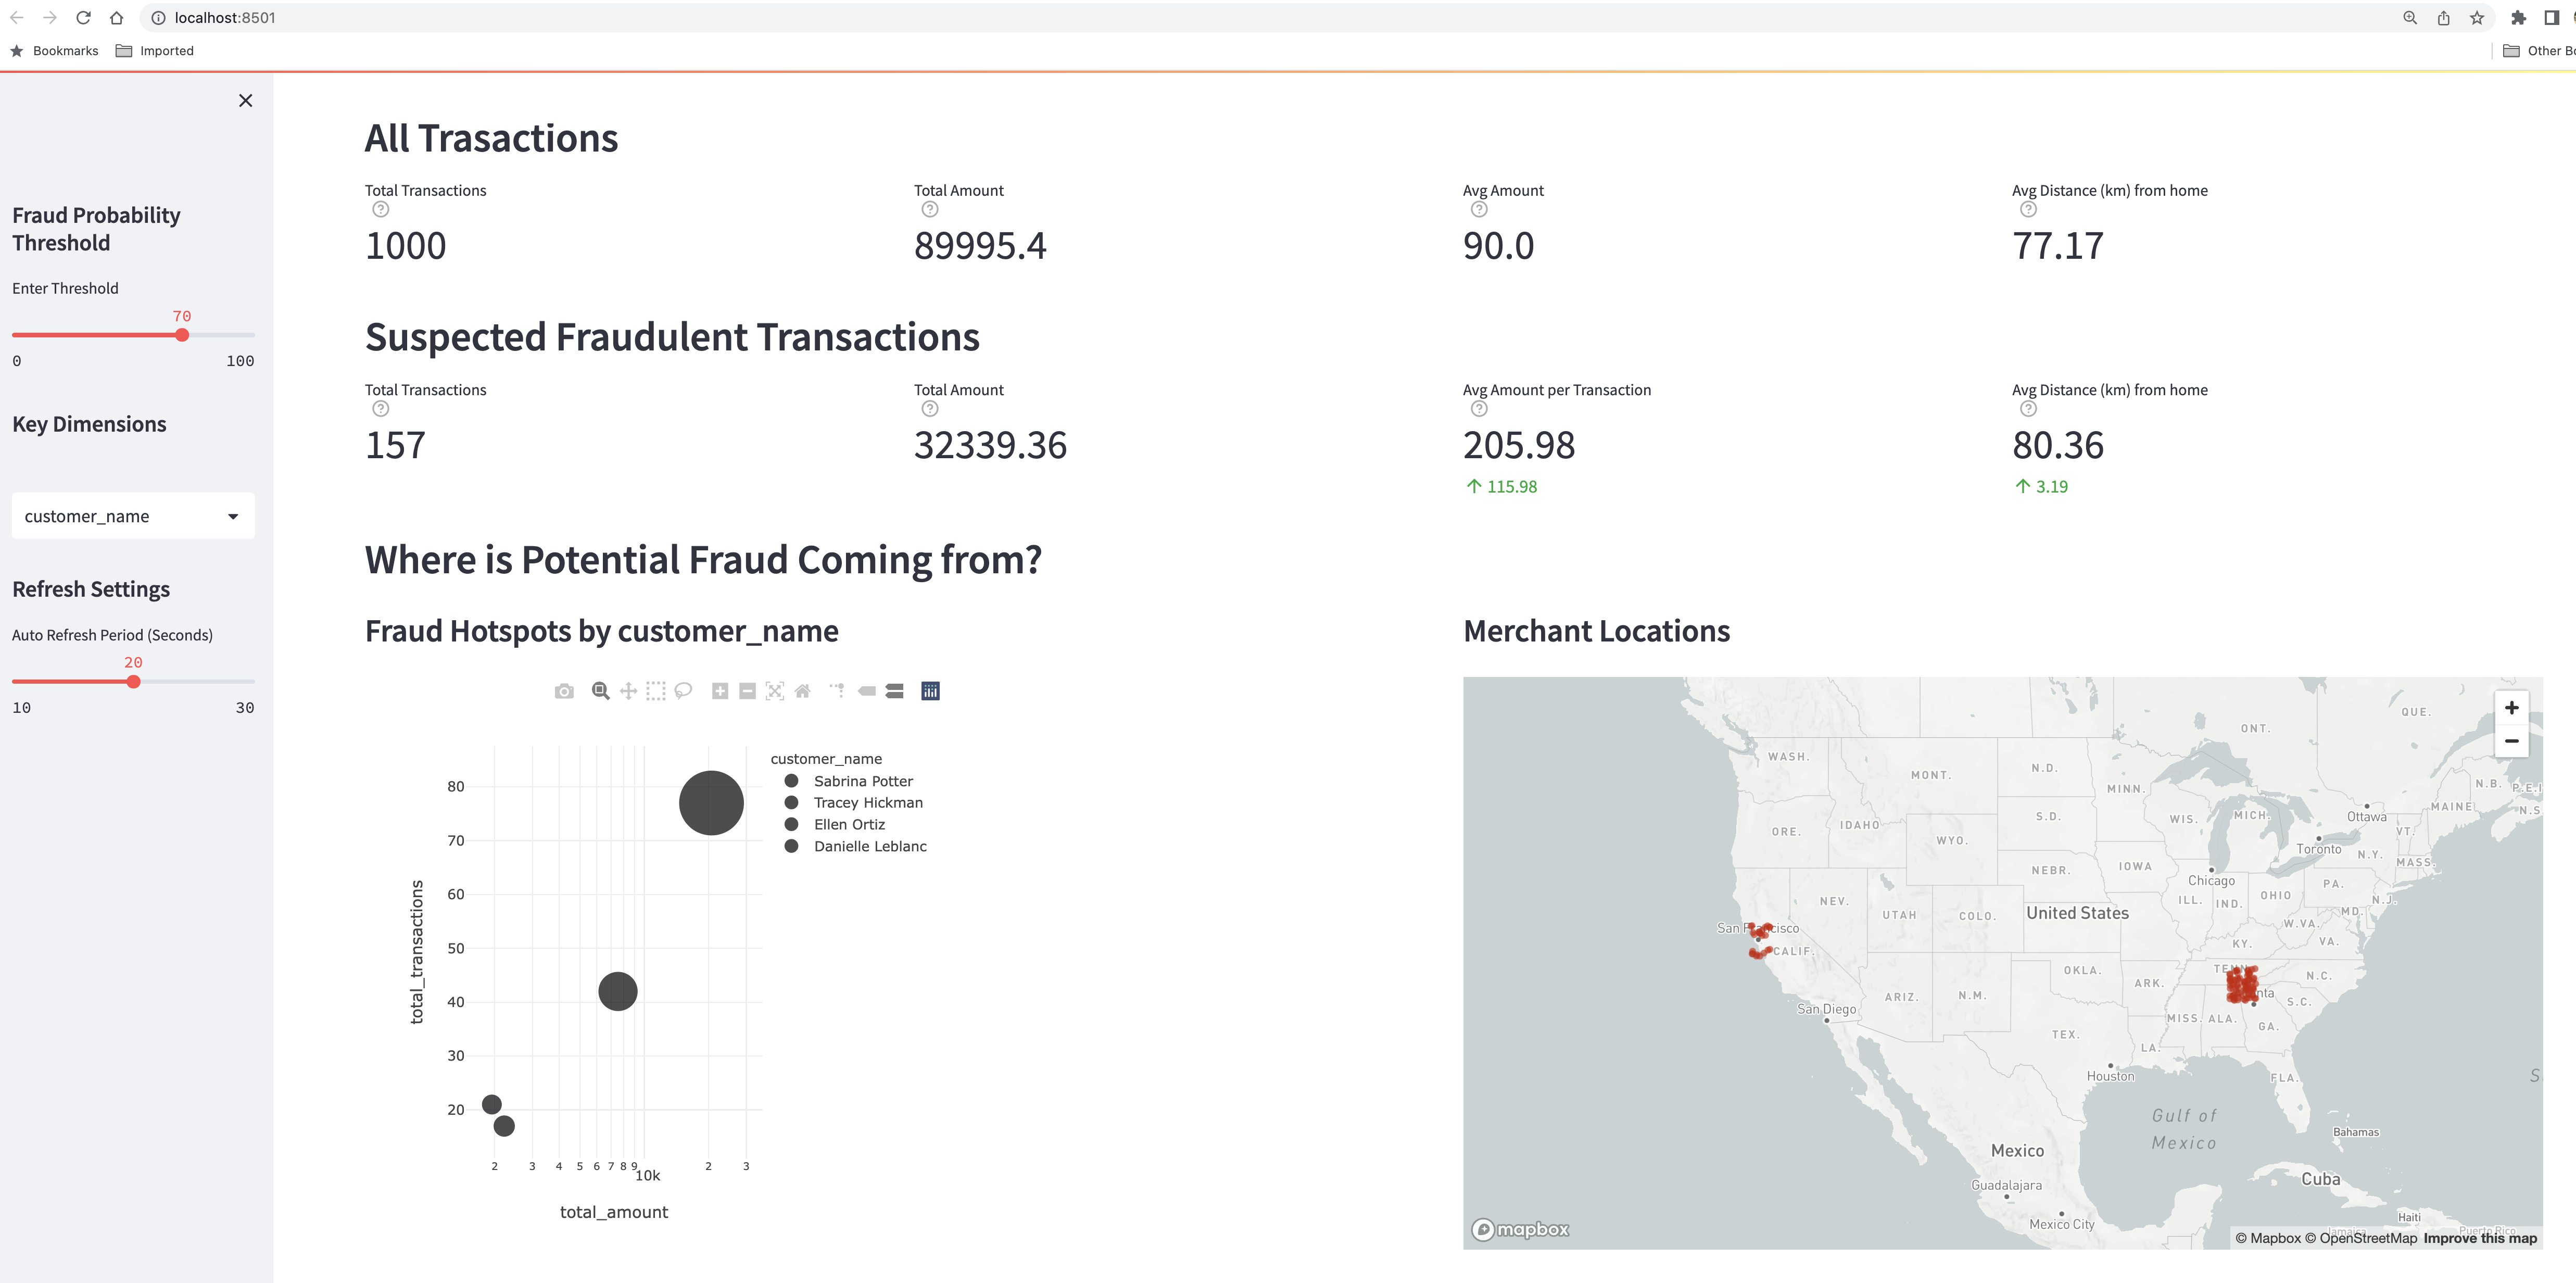 localhost:8501
Bookmarks
Imported
Other
Fraud Probability
Threshold
Enter Threshold
70
0
100
Key Dimensions
customer_name
Refresh Settings
Auto Refresh Period (Seconds)
20
10
30
All Trasactions
Total Transactions
Total Amount
Avg Amount
Avg Distance (km) from home
1000
89995.4
90.0
77.17
Suspected Fraudulent Transactions
Total Transactions
Total Amount
Avg Amount per Transaction
Avg Distance (km) from home
157
32339.36
205.98
80.36
115.98
3.19
Where is Potential Fraud Coming from?
Fraud Hotspots by customer_name
customer_name
Sabrina Potter
Tracey Hickman
Ellen Ortiz
Danielle Leblanc
80
70
60
50
40
30
20
total_transactions
2
3
4
5
6
7
8
9
10k
2
3
total_amount
Merchant Locations
+
−
QUE.
ONT.
WASH.
N.D.
MONT.
MINN.
N.B.
P.E.I
MAINE
N.S
Ottawa
S.D.
WIS.
MICH.
ORE.
IDAHO
VT.
WYO.
Toronto
N.Y.
MASS.
NEBR.
IOWA
Chicago
PA.
OHIO
N.J.
NEV.
ILL.
IND.
MD.
UTAH
COLO.
United States
W.VA.
KY.
VA.
CALIF.
OKLA.
N.C.
ARK.
ARIZ.
N.M.
S.C.
San Diego
MISS.
ALA.
GA.
TEX.
LA.
Houston
FLA.
S
Gulf of
Mexico
Bahamas
Mexico
Cuba
Guadalajara
Haiti
Mexico City
Jamaica
Puerto Rico
mapbox
© Mapbox © OpenStreetMap Improve this map